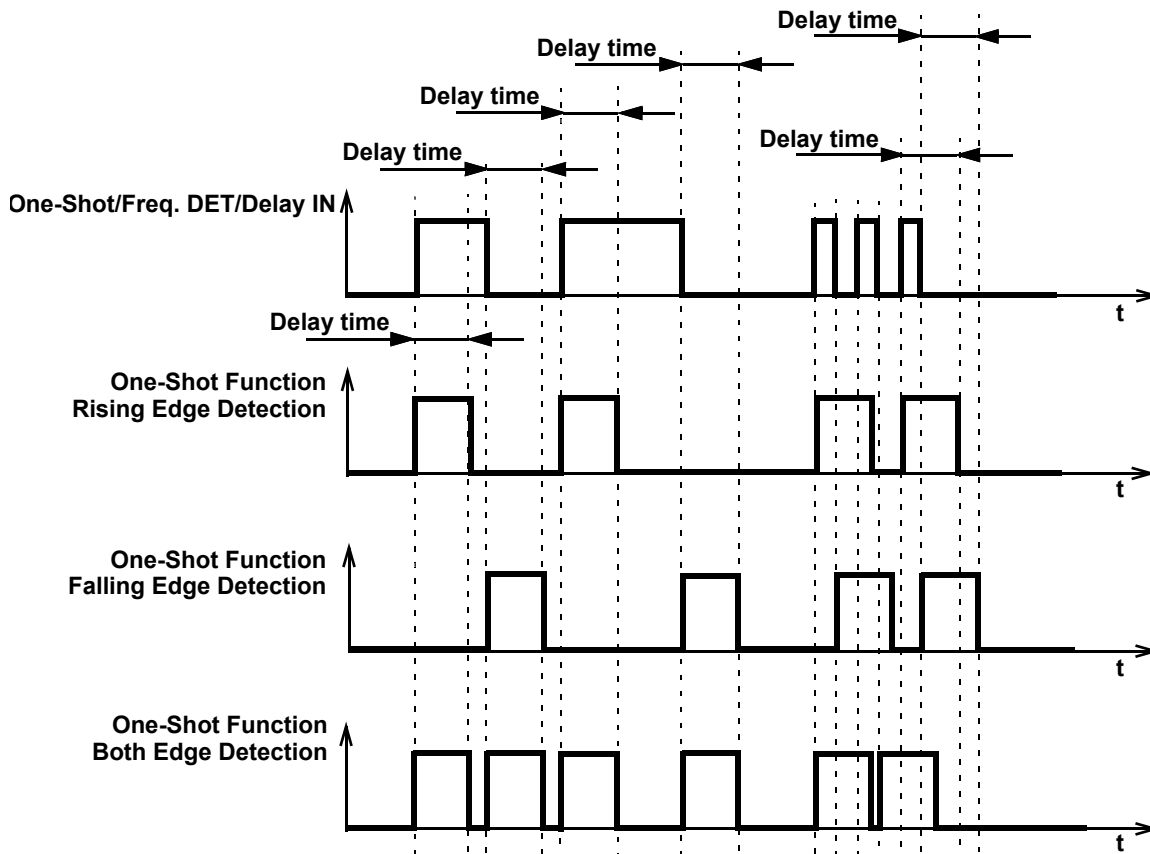 Delay time
Delay time
Delay time
Delay time
Delay time
One-Shot/Freq. DET/Delay IN
t
Delay time
One-Shot Function
Rising Edge Detection
t
One-Shot Function
Falling Edge Detection
t
One-Shot Function
Both Edge Detection
t